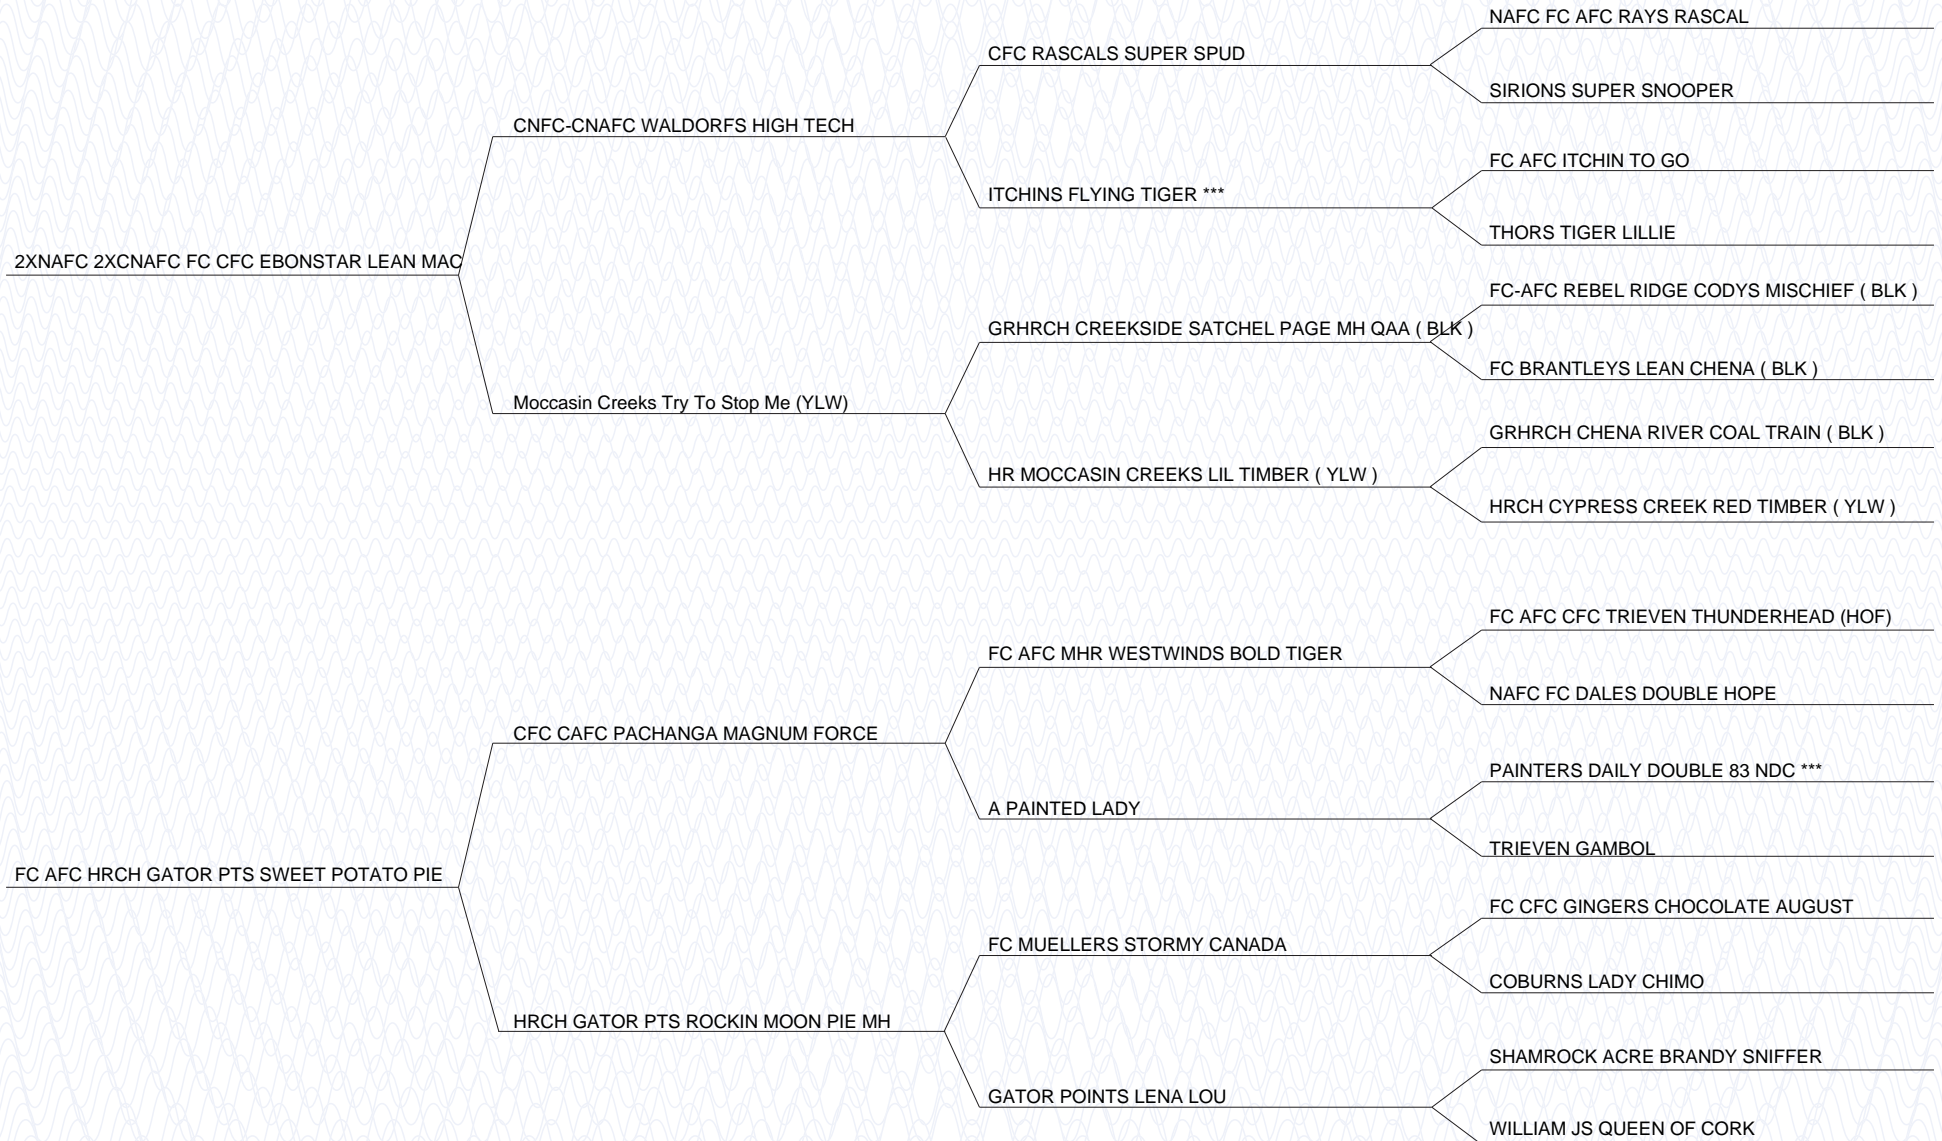 NAFC FC AFC RAYS RASCAL
CFC RASCALS SUPER SPUD
SIRIONS SUPER SNOOPER
CNFC-CNAFC WALDORFS HIGH TECH
FC AFC ITCHIN TO GO
ITCHINS FLYING TIGER ***
THORS TIGER LILLIE
2XNAFC 2XCNAFC FC CFC EBONSTAR LEAN MAC
FC-AFC REBEL RIDGE CODYS MISCHIEF ( BLK )
GRHRCH CREEKSIDE SATCHEL PAGE MH QAA ( BLK )
FC BRANTLEYS LEAN CHENA ( BLK )
Moccasin Creeks Try To Stop Me (YLW)
GRHRCH CHENA RIVER COAL TRAIN ( BLK )
HR MOCCASIN CREEKS LIL TIMBER ( YLW )
HRCH CYPRESS CREEK RED TIMBER ( YLW )
FC AFC CFC TRIEVEN THUNDERHEAD (HOF)
FC AFC MHR WESTWINDS BOLD TIGER
NAFC FC DALES DOUBLE HOPE
CFC CAFC PACHANGA MAGNUM FORCE
PAINTERS DAILY DOUBLE 83 NDC ***
A PAINTED LADY
TRIEVEN GAMBOL
FC AFC HRCH GATOR PTS SWEET POTATO PIE
FC CFC GINGERS CHOCOLATE AUGUST
FC MUELLERS STORMY CANADA
COBURNS LADY CHIMO
HRCH GATOR PTS ROCKIN MOON PIE MH
SHAMROCK ACRE BRANDY SNIFFER
GATOR POINTS LENA LOU
WILLIAM JS QUEEN OF CORK